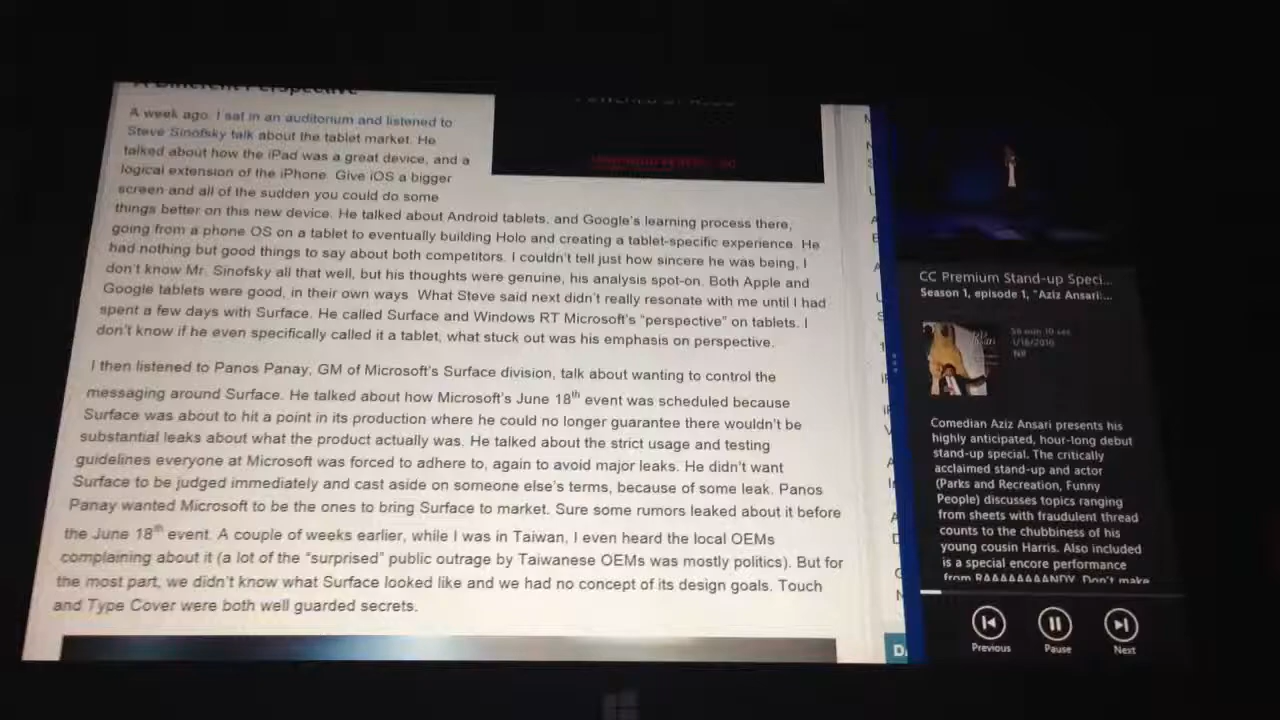 A Different Perspective
A week ago, I sat in an auditorium and listened to
Steve Sinofsky talk about the tablet market. He
talked about how the iPad was a great device, and a
logical extension of the iPhone. Give iOS a bigger
screen and all of the sudden you could do some
things better on this new device. He talked about Android tablets, and Google's learning process there,
going from a phone OS on a tablet to eventually building Holo and creating a tablet-specific experience. He
had nothing but good things to say about both competitors. I couldn't tell just how sincere he was being, I
don't know Mr. Sinofsky all that well, but his thoughts were genuine, his analysis spot-on. Both Apple and
Google tablets were good, in their own ways. What Steve said next didn't really resonate with me until I had
spent a few days with Surface. He called Surface and Windows RT Microsoft's "perspective" on tablets. I
don't know if he even specifically called it a tablet, what stuck out was his emphasis on perspective.
I then listened to Panos Panay, GM of Microsoft's Surface division, talk about wanting to control the
messaging around Surface. He talked about how Microsoft's June 18th event was scheduled because
Surface was about to hit a point in its production where he could no longer guarantee there wouldn't be
substantial leaks about what the product actually was. He talked about the strict usage and testing
guidelines everyone at Microsoft was forced to adhere to, again to avoid major leaks. He didn't want
Surface to be judged immediately and cast aside on someone else's terms, because of some leak. Panos
Panay wanted Microsoft to be the ones to bring Surface to market. Sure some rumors leaked about it before
the June 18th event. A couple of weeks earlier, while I was in Taiwan, I even heard the local OEMs
complaining about it (a lot of the "surprised" public outrage by Taiwanese OEMs was mostly politics). But for
the most part, we didn't know what Surface looked like and we had no concept of its design goals. Touch
and Type Cover were both well guarded secrets.
CC Premium Stand-up Speci...
Season 1, episode 1, "Aziz Ansari:...
56 min 10 sec
1/18/2010
NR
Comedian Aziz Ansari presents his
highly anticipated, hour-long debut
stand-up special. The critically
acclaimed stand-up and actor
(Parks and Recreation, Funny
People) discusses topics ranging
from sheets with fraudulent thread
counts to the chubbiness of his
young cousin Harris. Also included
is a special encore performance
from RAAAAAAAANDY. Don't make
Previous
Pause
Next